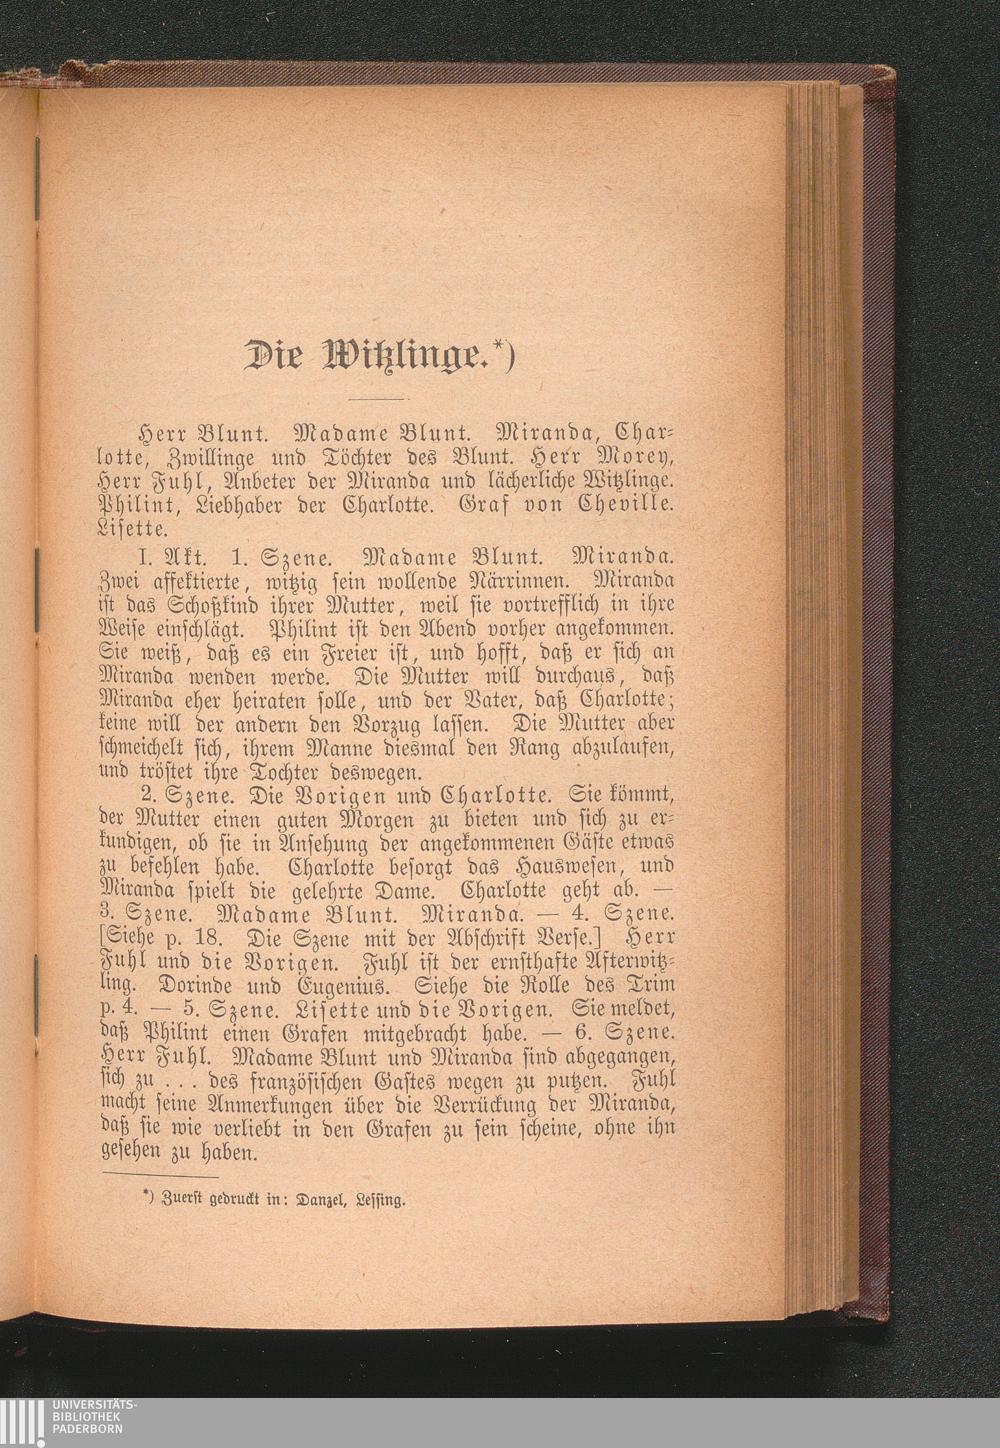 Die Witzlinge.*)
Herr Blunt. Madame Blunt. Miranda, Char-
lotte, Zwillinge und Töchter des Blunt. Herr Morey,
Herr Fuhl, Anbeter der Miranda und lächerliche Witzlinge.
Philint, Liebhaber der Charlotte. Graf von Cheville.
Lisette.
I. Akt. 1. Szene. Madame Blunt. Miranda.
Zwei affektierte, witzig sein wollende Närrinnen. Miranda
ist das Schoßkind ihrer Mutter, weil sie vortrefflich in ihre
Weise einschlägt. Philint ist den Abend vorher angekommen.
Sie weiß, daß es ein Freier ist, und hofft, daß er sich an
Miranda wenden werde. Die Mutter will durchaus, daß
Miranda eher heiraten solle, und der Vater, daß Charlotte;
keine will der andern den Vorzug lassen. Die Mutter aber
schmeichelt sich, ihrem Manne diesmal den Rang abzulaufen,
und tröstet ihre Tochter deswegen.
2. Szene. Die Vorigen und Charlotte. Sie kömmt,
der Mutter einen guten Morgen zu bieten und sich zu er-
kundigen, ob sie in Ansehung der angekommenen Gäste etwas
zu befehlen habe. Charlotte besorgt das Hauswesen, und
Miranda spielt die gelehrte Dame. Charlotte geht ab. —
3. Szene. Madame Blunt. Miranda. — 4. Szene.
[Siehe p. 18. Die Szene mit der Abschrift Verse.] Herr
Fuhl und die Vorigen. Fuhl ist der ernsthafte Afterwitz-
ling. Dorinde und Eugenius. Siehe die Rolle des Trim
p. 4. — 5. Szene. Lisette und die Vorigen. Sie meldet,
daß Philint einen Grafen mitgebracht habe. — 6. Szene.
Herr Fuhl. Madame Blunt und Miranda sind abgegangen,
sich zu . . . des französischen Gastes wegen zu putzen. Fuhl
macht seine Anmerkungen über die Verrückung der Miranda,
daß sie wie verliebt in den Grafen zu sein scheine, ohne ihn
gesehen zu haben.
*) Zuerst gedruckt in: Danzel, Lessing.
UNIVERSITÄTS-
BIBLIOTHEK
PADERBORN